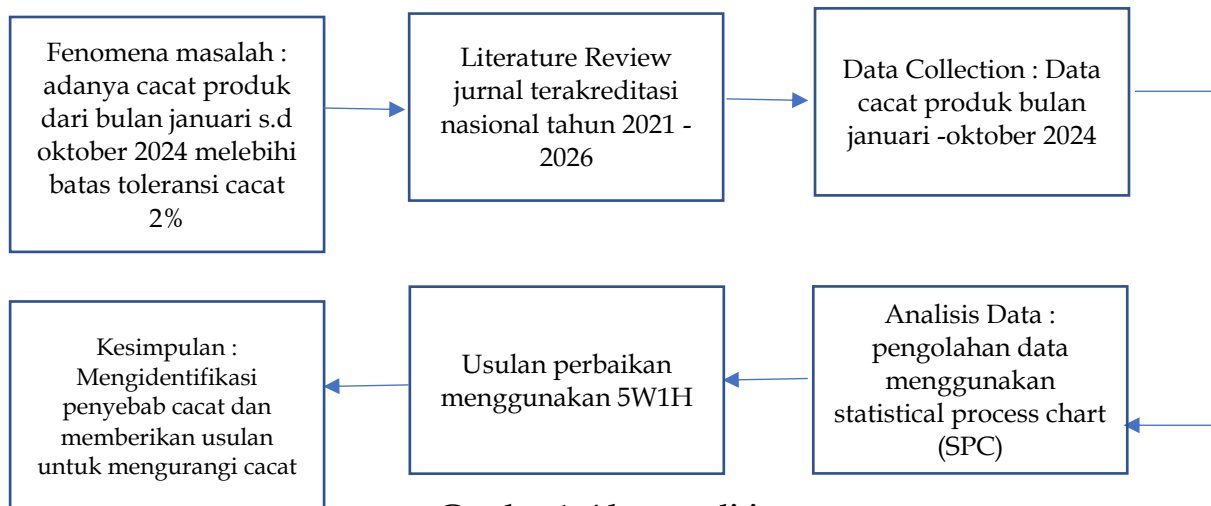 Fenomena masalah :
adanya cacat produk
dari bulan januari s.d
oktober 2024 melebihi
batas toleransi cacat
2%
Literature Review
jurnal terakreditasi
nasional tahun 2021 -
2026
Data Collection : Data
cacat produk bulan
januari -oktober 2024
Analisis Data :
pengolahan data
menggunakan
statistical process chart
(SPC)
Usulan perbaikan
menggunakan 5W1H
Kesimpulan :
Mengidentifikasi
penyebab cacat dan
memberikan usulan
untuk mengurangi cacat